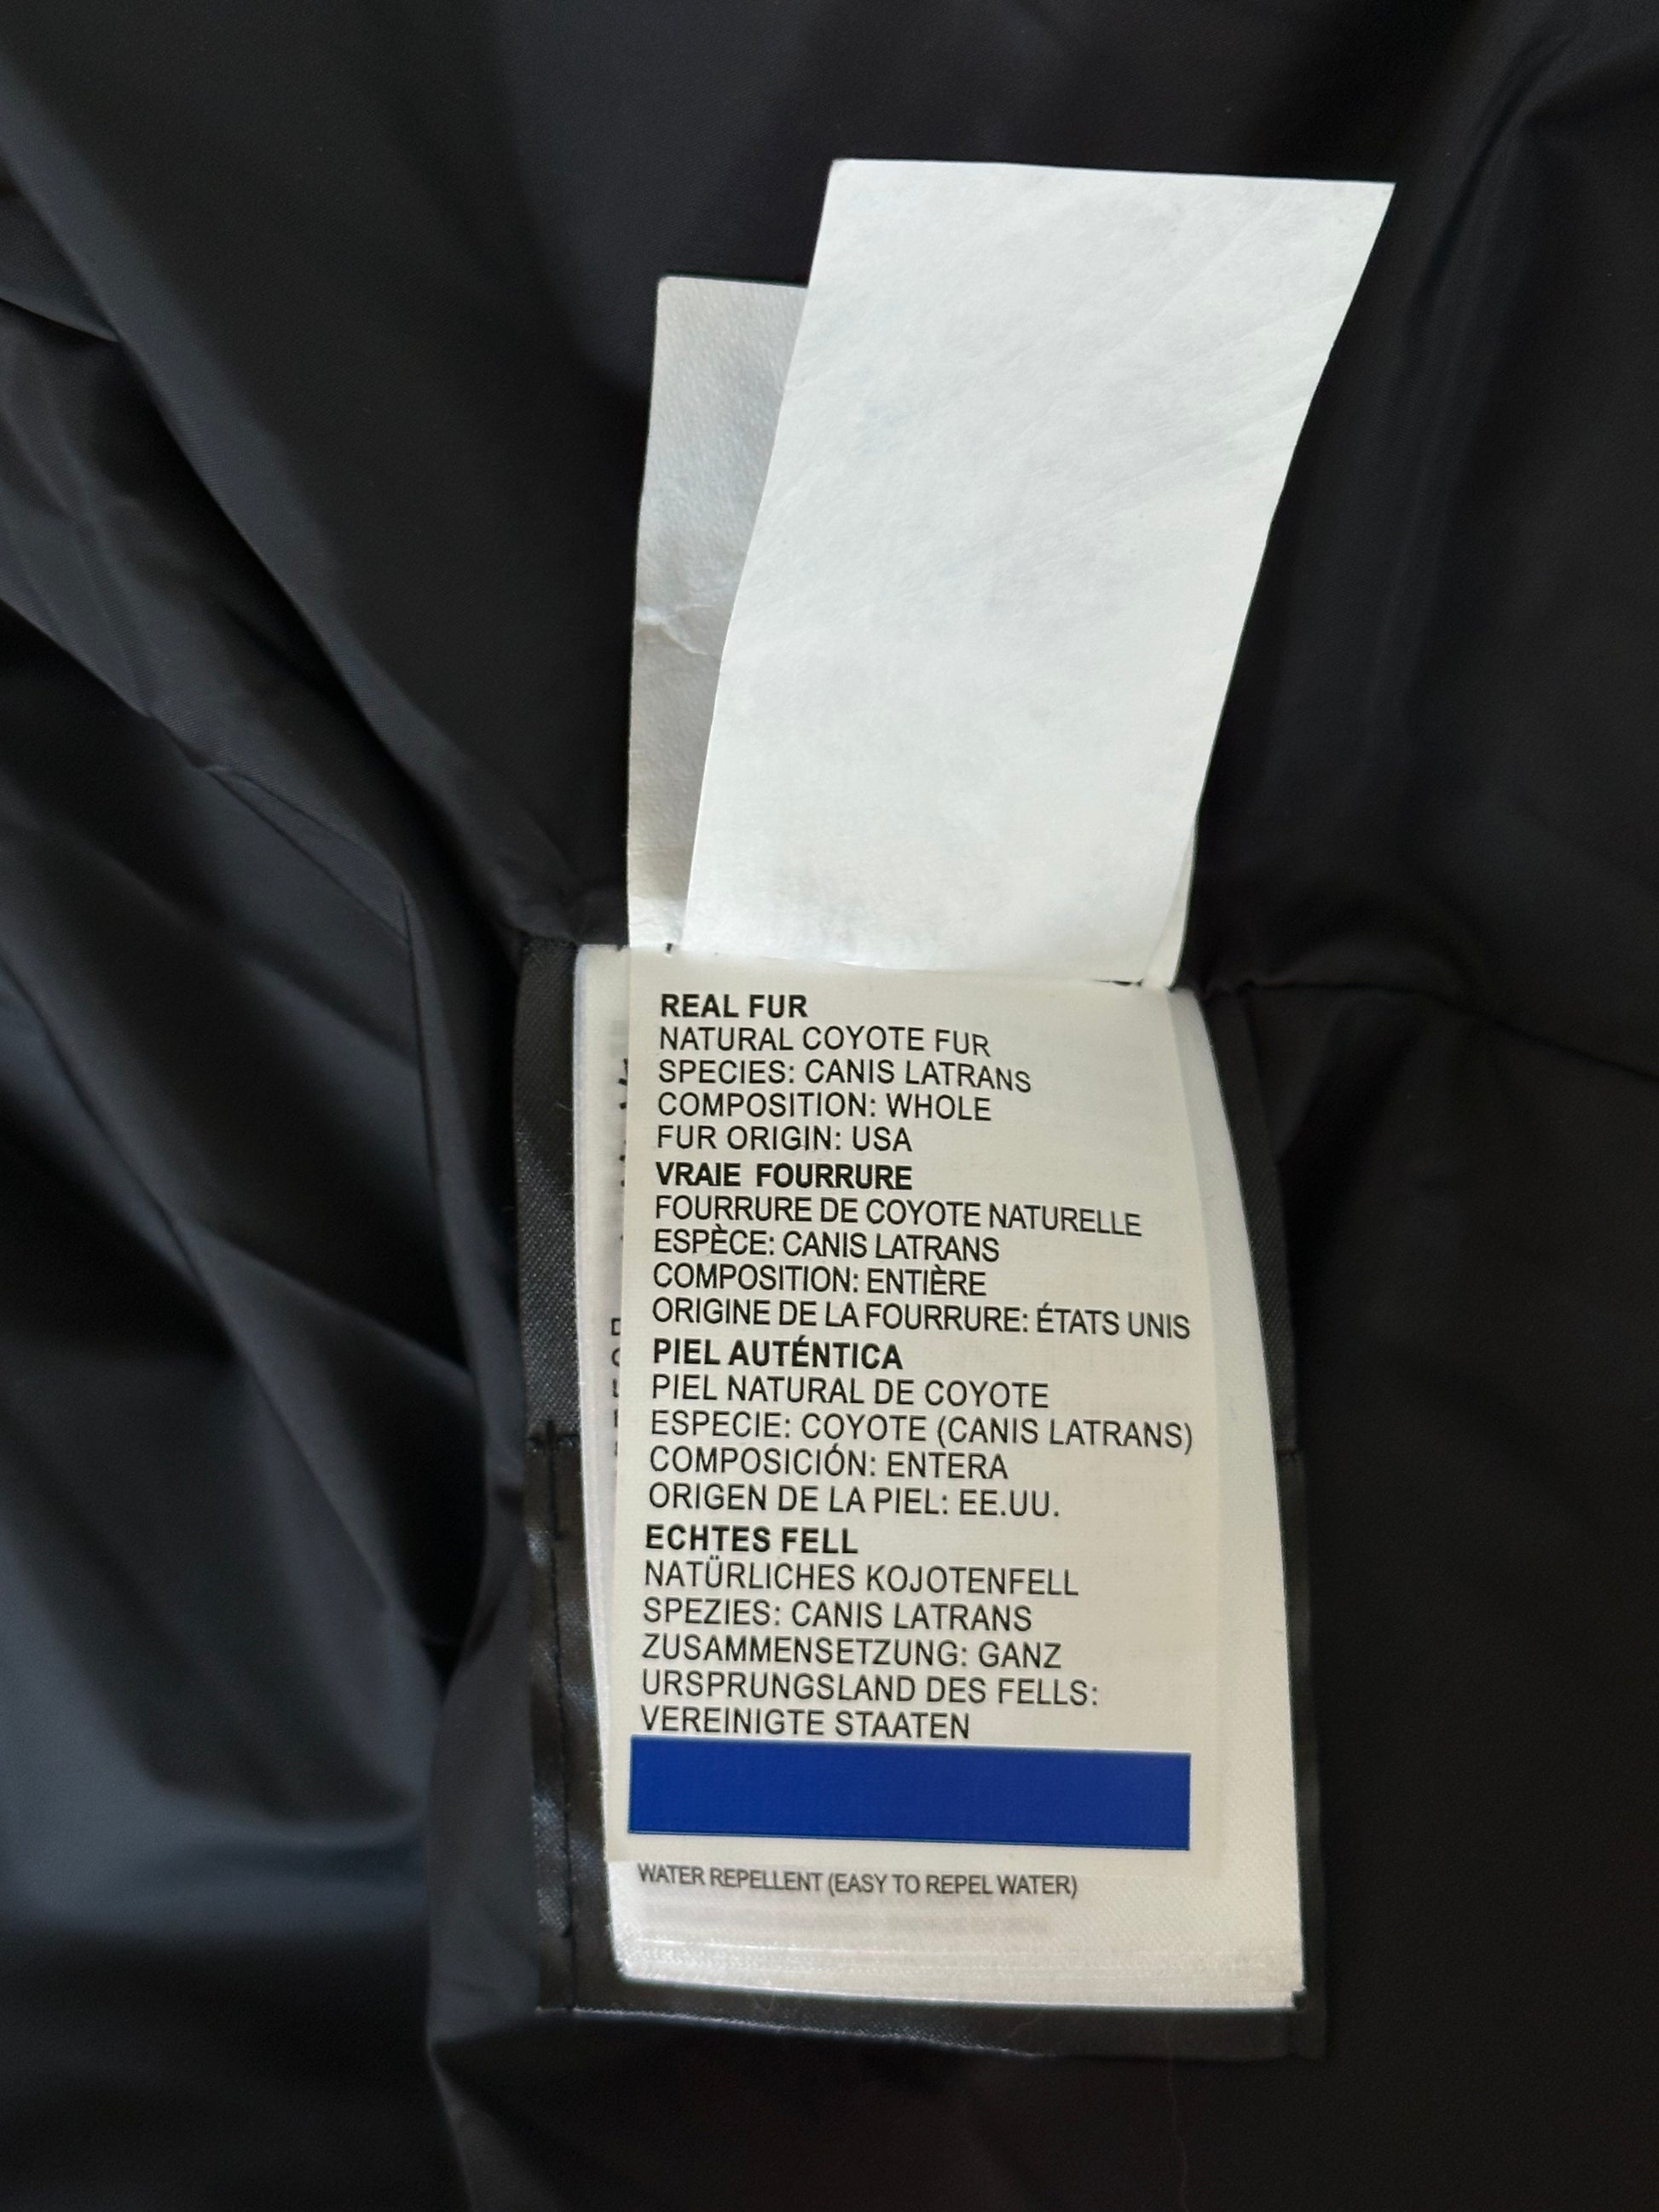 REAL FUR
NATURAL COYOTE FUR
SPECIES: CANIS LATRANS
COMPOSITION: WHOLE
FUR ORIGIN: USA
VRAIE FOURRURE
FOURRURE DE COYOTE NATURELLE
ESPÈCE: CANIS LATRANS
COMPOSITION: ENTIÈRE
ORIGINE DE LA FOURRURE: ÉTATS UNIS
PIEL AUTÉNTICA
PIEL NATURAL DE COYOTE
ESPECIE: COYOTE (CANIS LATRANS)
COMPOSICIÓN: ENTERA
ORIGEN DE LA PIEL: EE.UU.
ECHTES FELL
NATÜRLICHES KOJOTENFELL
SPEZIES: CANIS LATRANS
ZUSAMMENSETZUNG: GANZ
URSPRUNGSLAND DES FELLS:
VEREINIGTE STAATEN
WATER REPELLENT (EASY TO REPEL WATER)